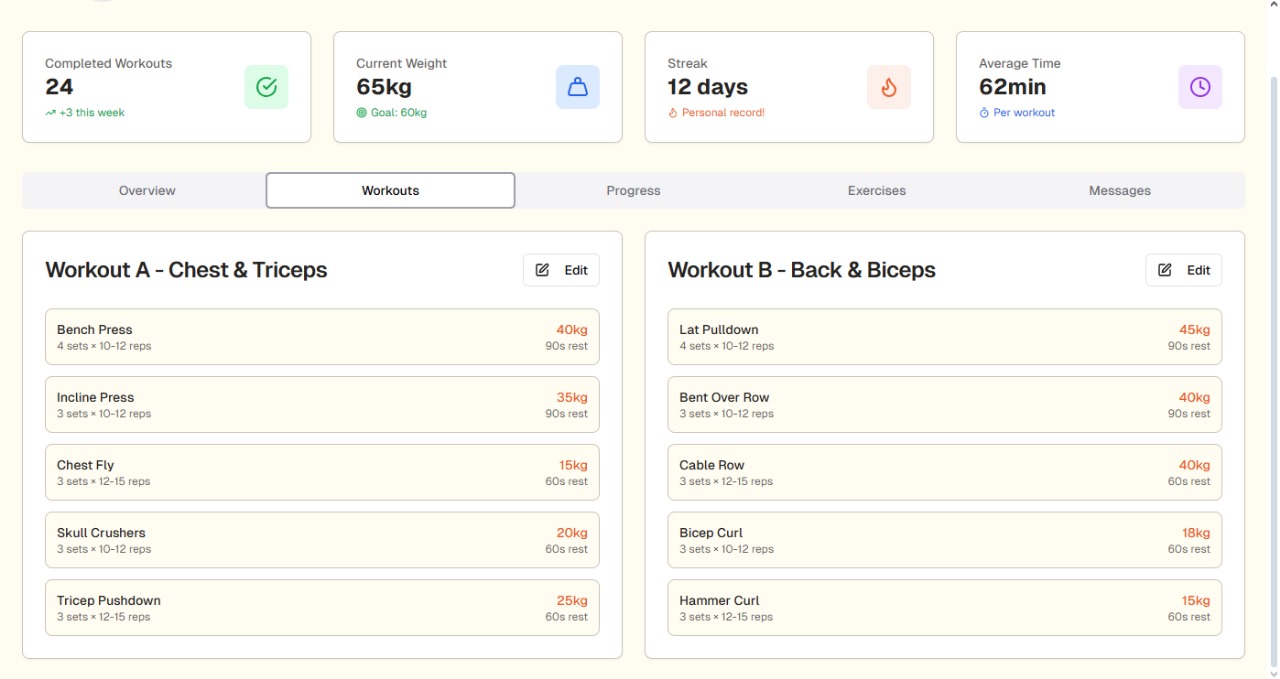 Completed Workouts
24
+3 this week
Current Weight
65kg
Goal: 60kg
Streak
12 days
Personal record!
Average Time
62min
Per workout
Overview
Workouts
Progress
Exercises
Messages
Workout A - Chest & Triceps
Edit
Bench Press
40kg
4 sets × 10-12 reps
90s rest
Incline Press
35kg
3 sets × 10-12 reps
90s rest
Chest Fly
15kg
3 sets × 12-15 reps
60s rest
Skull Crushers
20kg
3 sets × 10-12 reps
60s rest
Tricep Pushdown
25kg
3 sets × 12-15 reps
60s rest
Workout B - Back & Biceps
Edit
Lat Pulldown
45kg
4 sets × 10-12 reps
90s rest
Bent Over Row
40kg
3 sets × 10-12 reps
90s rest
Cable Row
40kg
3 sets × 12-15 reps
60s rest
Bicep Curl
18kg
3 sets × 10-12 reps
60s rest
Hammer Curl
15kg
3 sets × 12-15 reps
60s rest